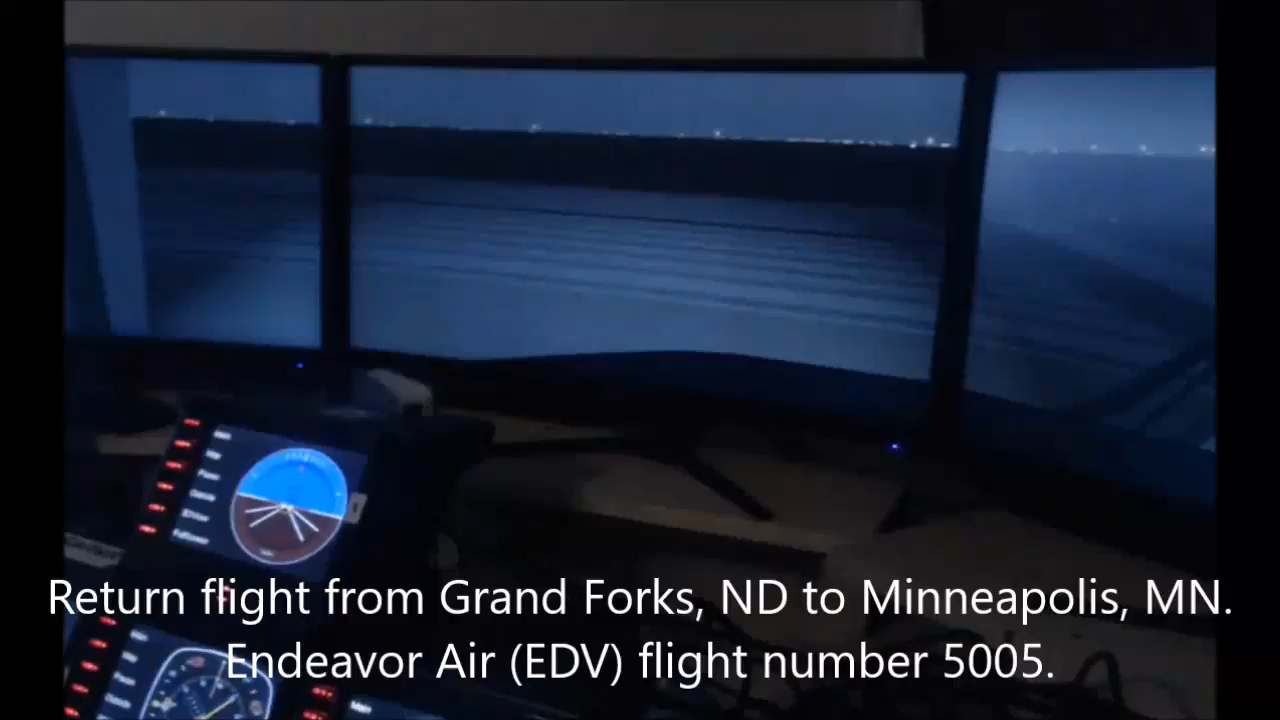 Return flight from Grand Forks, ND to Minneapolis, MN.
Endeavor Air (EDV) flight number 5005.